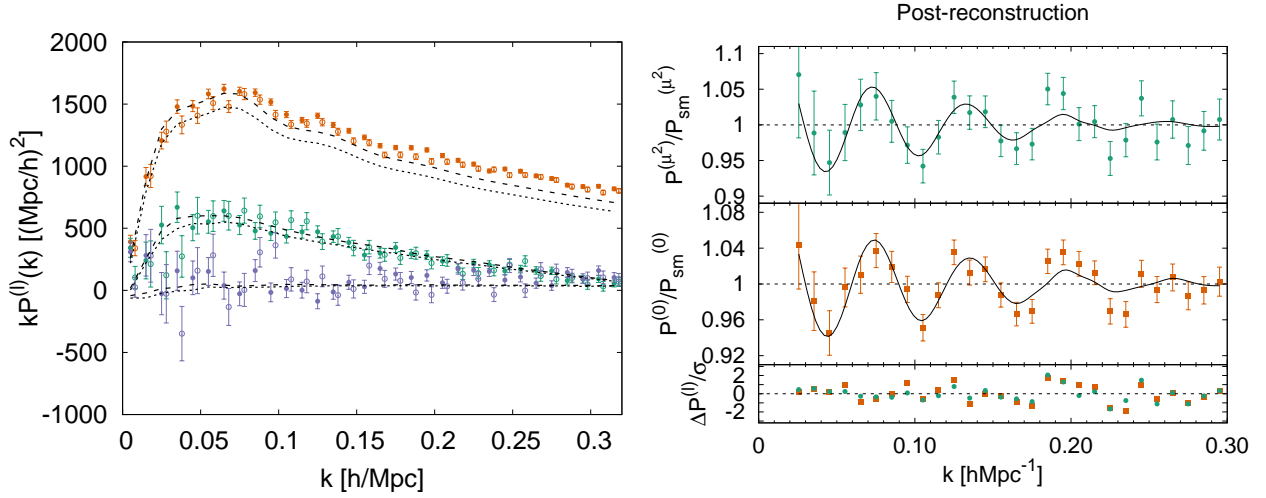 kP^(l)(k) [(Mpc/h)^2]
2000
1500
1000
500
0
-500
-1000
0 0.05 0.1 0.15 0.2 0.25 0.3
k [h/Mpc]
Post-reconstruction
P^(μ^2)/P_sm^(μ^2)
1.1
1.05
1
0.95
0.9
P^(0)/P_sm^(0)
1.08
1.04
1
0.96
0.92
ΔP^(l)/σ
2
0
-2
0 0.10 0.20 0.30
k [hMpc^-1]